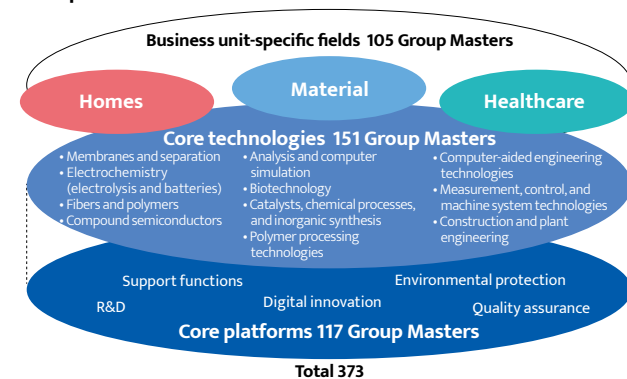 Business unit-specific fields 105 Group Masters
Homes
Material
Healthcare
Core technologies 151 Group Masters
• Membranes and separation
• Electrochemistry
(electrolysis and batteries)
• Fibers and polymers
• Compound semiconductors
• Analysis and computer
simulation
• Biotechnology
• Catalysts, chemical processes,
and inorganic synthesis
• Polymer processing
technologies
• Computer-aided engineering
technologies
• Measurement, control, and
machine system technologies
• Construction and plant
engineering
Support functions
Environmental protection
R&D
Digital innovation
Quality assurance
Core platforms 117 Group Masters
Total 373